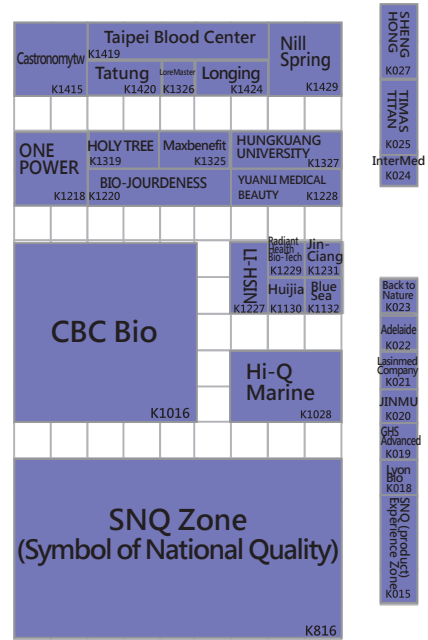 Castronomytw
K1415
Taipei Blood Center
K1419
Tatung
K1420
LoreMaster
K1326
Longing
K1424
Nill
Spring
K1429
ONE
POWER
K1218
HOLY TREE
K1319
Maxbenefit
K1325
HUNGKUANG
UNIVERSITY
K1327
BIO-JOURDENESS
K1220
YUANLI MEDICAL
BEAUTY
K1228
CBC Bio
K1016
NISH-LI
K1227
Radiant
Health
Bio-Tech
K1229
Jin-
Ciang
K1231
Huijia
K1130
Blue
Sea
K1132
Hi-Q
Marine
K1028
SNQ Zone
(Symbol of National Quality)
K816
SHENG
HONG
K027
TIMAS
TITAN
K025
InterMed
K024
Back to
Nature
K023
Adelaide
K022
Lasinmed
Company
K021
JINMU
K020
GHS
Advanced
K019
Lyon
Bio
K018
SNQ (product)
Experience Zone
K015